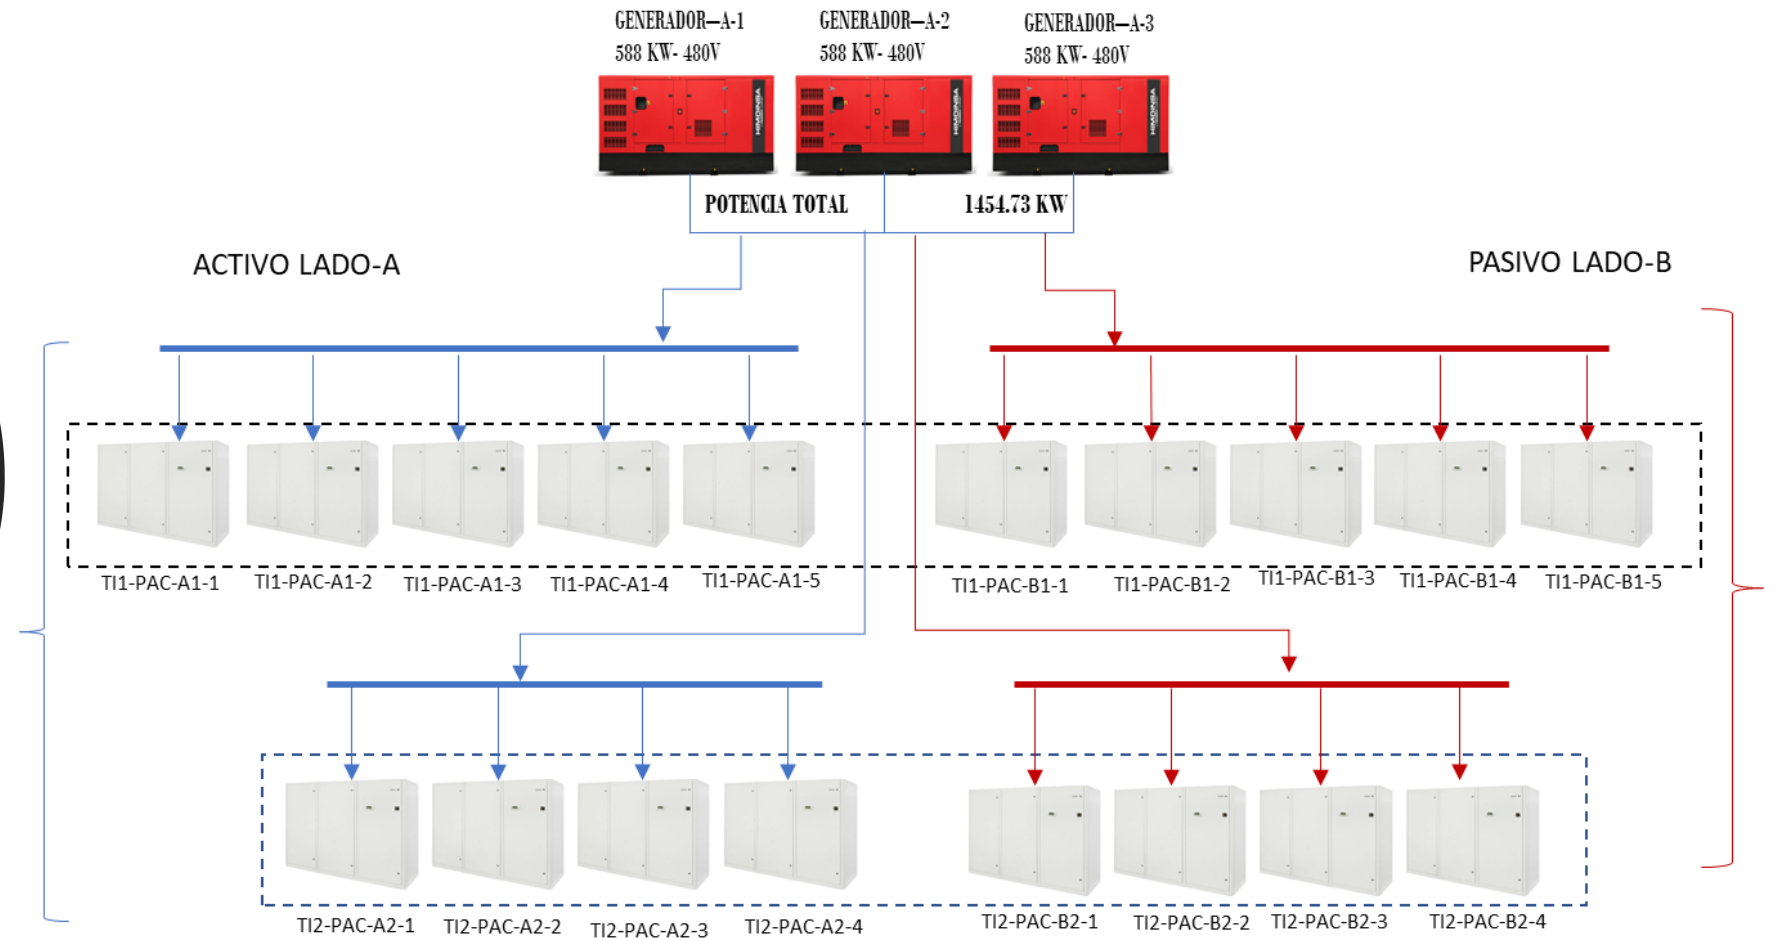 GENERADOR—A-1
588 KW- 480V
GENERADOR—A-2
588 KW- 480V
GENERADOR—A-3
588 KW- 480V
HIMOINSA
HIMOINSA
HIMOINSA
POTENCIA TOTAL 1454.73 KW
ACTIVO LADO-A
PASIVO LADO-B
TI1-PAC-A1-1
TI1-PAC-A1-2
TI1-PAC-A1-3
TI1-PAC-A1-4
TI1-PAC-A1-5
TI1-PAC-B1-1
TI1-PAC-B1-2
TI1-PAC-B1-3
TI1-PAC-B1-4
TI1-PAC-B1-5
TI2-PAC-A2-1
TI2-PAC-A2-2
TI2-PAC-A2-3
TI2-PAC-A2-4
TI2-PAC-B2-1
TI2-PAC-B2-2
TI2-PAC-B2-3
TI2-PAC-B2-4